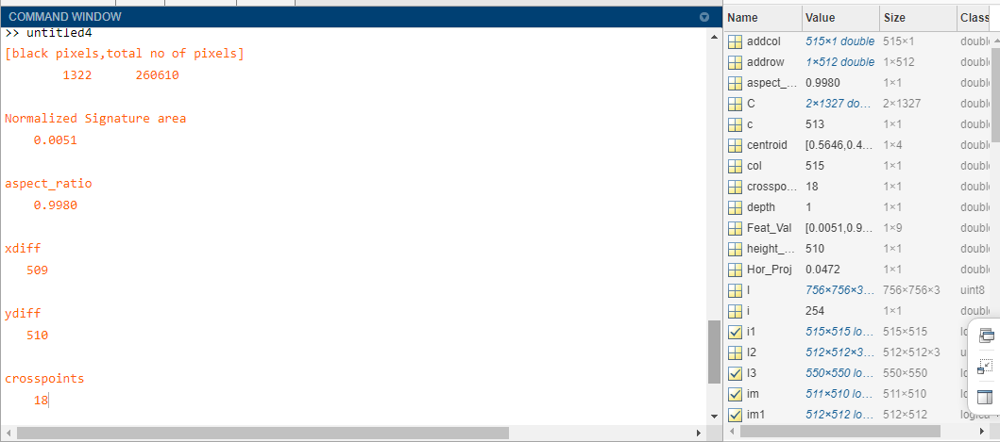 COMMAND WINDOW
>> untitled4
[black pixels,total no of pixels]
1322 260610
Normalized Signature area
0.0051
aspect_ratio
0.9980
xdiff
509
ydiff
510
crosspoints
18
Name Value Size Class
addcol 515×1 double 515×1 double
addrow 1×512 double 1×512 double
aspect_... 0.9980 1×1 double
C 2×1327 do... 2×1327 double
c 513 1×1 double
centroid [0.5646,0.4... 1×4 double
col 515 1×1 double
crosspo... 18 1×1 double
depth 1 1×1 double
Feat_Val [0.0051,0.9... 1×9 double
height_... 510 1×1 double
Hor_Proj 0.0472 1×1 double
I 756×756×3... 756×756×3 uint8
i 254 1×1 double
i1 515×515 lo... 515×515 lo
I2 512×512×3... 512×512×3 u
I3 550×550 lo... 550×550 lo
im 511×510 lo... 511×510 lo
im1 512×512 lo... 512×512 logica